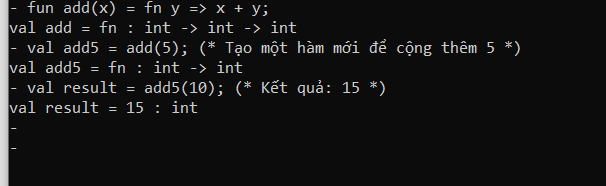 - fun add(x) = fn y => x + y;
val add = fn : int -> int -> int
- val add5 = add(5); (* Tạo một hàm mới để cộng thêm 5 *)
val add5 = fn : int -> int
- val result = add5(10); (* Kết quả: 15 *)
val result = 15 : int
-
-